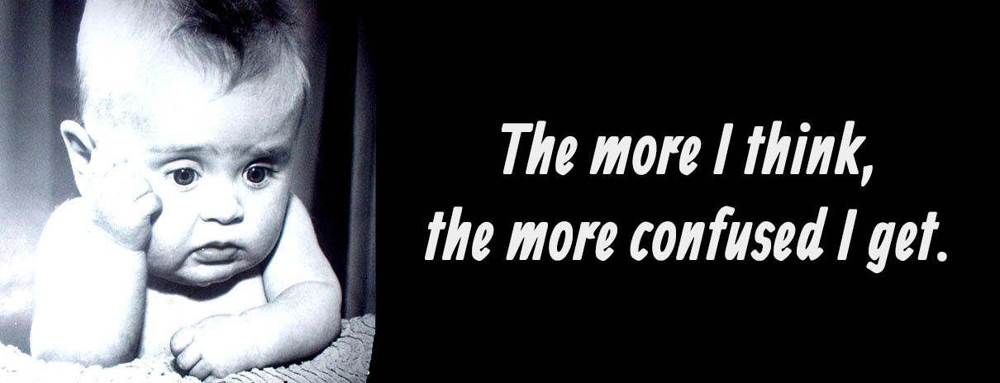 The more I think,
the more confused I get.